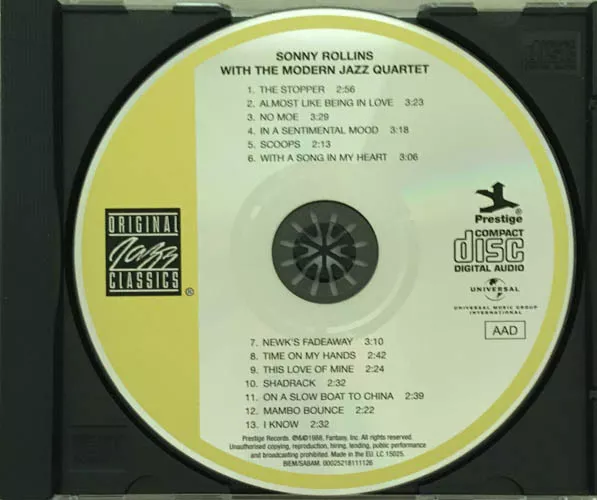 SONNY ROLLINS
WITH THE MODERN JAZZ QUARTET
1. THE STOPPER 2:56
2. ALMOST LIKE BEING IN LOVE 3:23
3. NO MOE 3:29
4. IN A SENTIMENTAL MOOD 3:18
5. SCOOPS 2:13
6. WITH A SONG IN MY HEART 3:06
ORIGINAL
Jazz
CLASSICS®
Prestige®
COMPACT
disc
DIGITAL AUDIO
UNIVERSAL
UNIVERSAL MUSIC GROUP
INTERNATIONAL
AAD
7. NEWK'S FADEAWAY 3:10
8. TIME ON MY HANDS 2:42
9. THIS LOVE OF MINE 2:24
10. SHADRACK 2:32
11. ON A SLOW BOAT TO CHINA 2:39
12. MAMBO BOUNCE 2:22
13. I KNOW 2:32
Prestige Records. ℗&©1988, Fantasy, Inc. All rights reserved.
Unauthorised copying, reproduction, hiring, lending, public performance
and broadcasting prohibited. Made in the EU. LC 15025.
BIEM/SABAM. 90025218111126